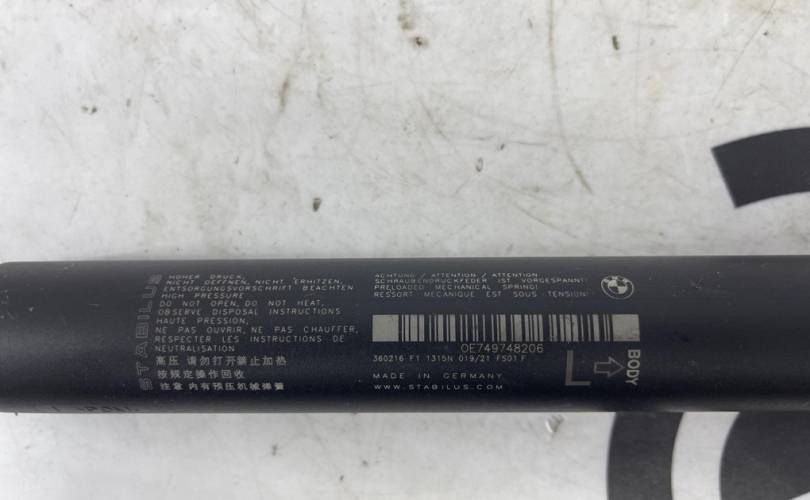 STABILUS
HOHER DRUCK,
NICHT OEFFNEN, NICHT ERHITZEN,
ENTSORGUNGSVORSCHRIFT BEACHTEN
HIGH PRESSURE
DO NOT OPEN, DO NOT HEAT,
OBSERVE DISPOSAL INSTRUCTIONS
HAUTE PRESSION,
NE PAS OUVRIR, NE PAS CHAUFFER,
RESPECTER LES INSTRUCTIONS DE
NEUTRALISATION
高压 请勿打开禁止加热
按规定操作回收
注意 内有预压机械弹簧
ACHTUNG / ATTENTION / ATTENTION
SCHRAUBENDRUCKFEDER IST VORGESPANNT!
PRELOADED MECHANICAL SPRING!
RESSORT MECANIQUE EST SOUS-TENSION!
BMW
OE749748206
360216 F1 1315N 019/21 FS01 F
MADE IN GERMANY
WWW.STABILUS.COM
L
BODY